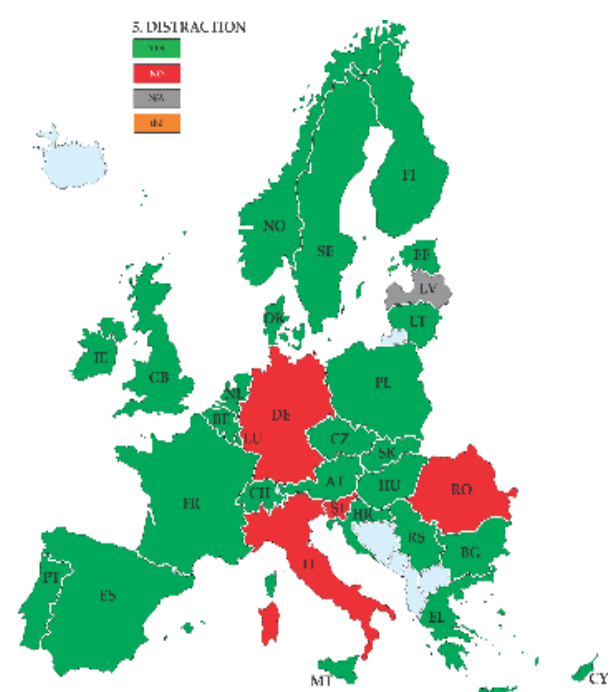 5. DISTRACTION
YES
NO
N/A
FI
NO
SE
EE
LV
DK
LT
IE
GB
NL
PL
BE
DE
LU
CZ
SK
AT
CH
HU
RO
FR
SI
HR
RS
BG
IT
PT
ES
EL
MT
CY